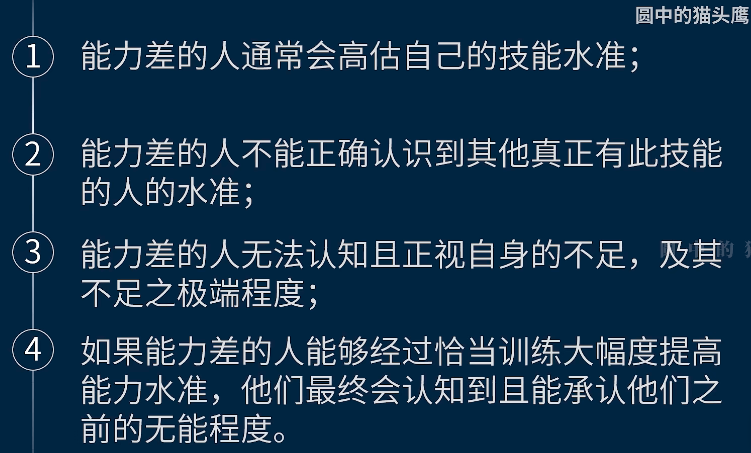 圆中的猫头鹰
1 能力差的人通常会高估自己的技能水准；
2 能力差的人不能正确认识到其他真正有此技能
的人的水准；
3 能力差的人无法认知且正视自身的不足，及其
不足之极端程度；
4 如果能力差的人能够经过恰当训练大幅度提高
能力水准，他们最终会认知到且能承认他们之
前的无能程度。